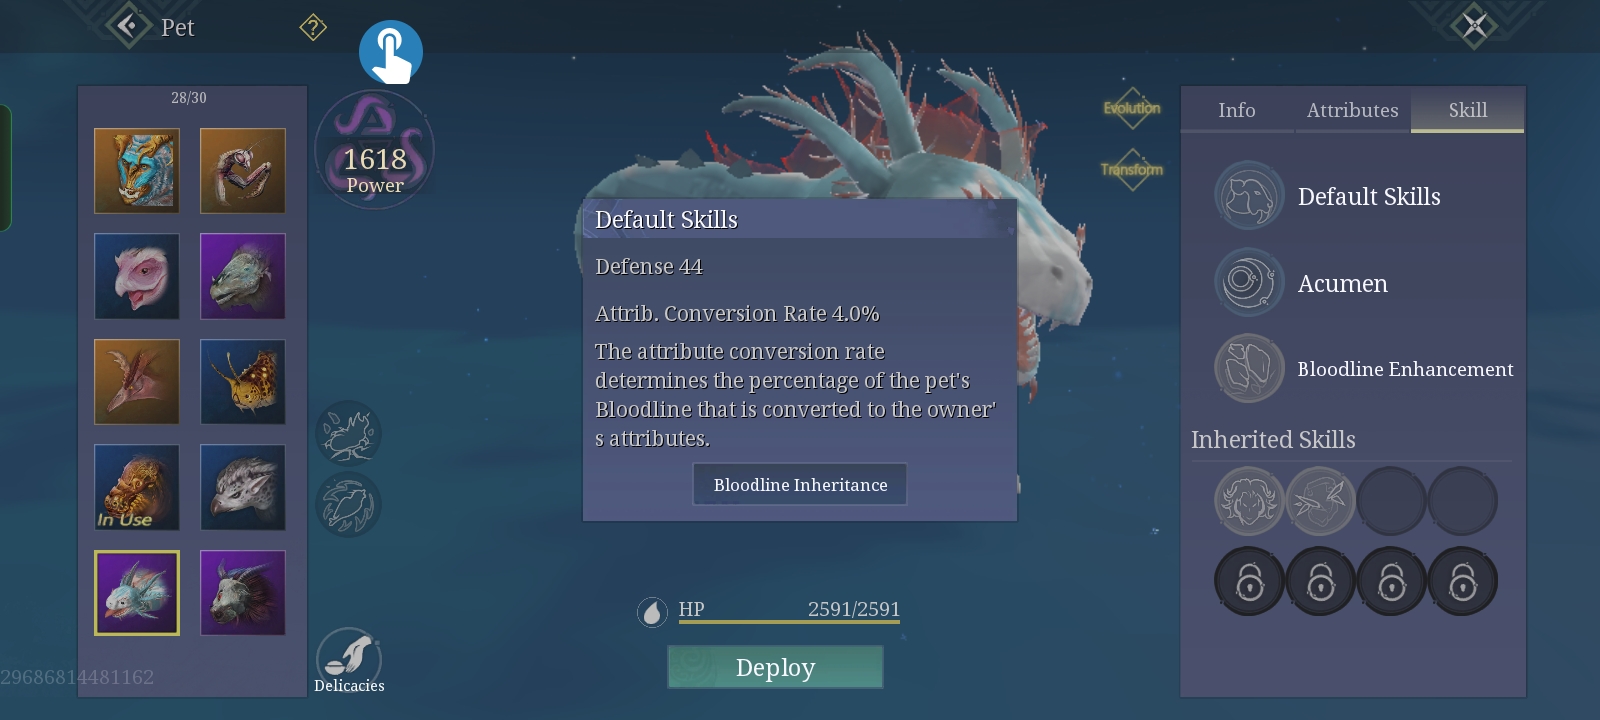 Pet
?
28/30
1618
Power
Evolution
Transform
Info
Attributes
Skill
Default Skills
Acumen
Bloodline Enhancement
Inherited Skills
Default Skills
Defense 44
Attrib. Conversion Rate 4.0%
The attribute conversion rate
determines the percentage of the pet's
Bloodline that is converted to the owner'
s attributes.
Bloodline Inheritance
In Use
HP
2591/2591
Deploy
Delicacies
29686814481162